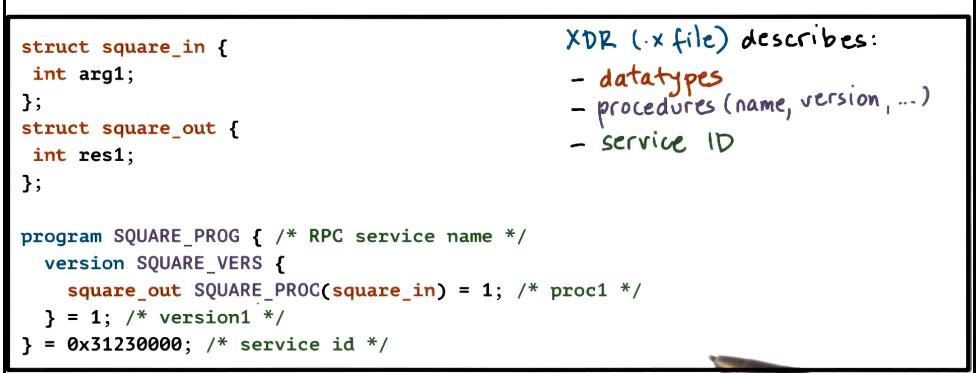 struct square_in {
int arg1;
};
struct square_out {
int res1;
};
program SQUARE_PROG { /* RPC service name */
version SQUARE_VERS {
square_out SQUARE_PROC(square_in) = 1; /* proc1 */
} = 1; /* version1 */
} = 0x31230000; /* service id */
XDR (.x file) describes:
- datatypes
- procedures (name, version, ...)
- service ID